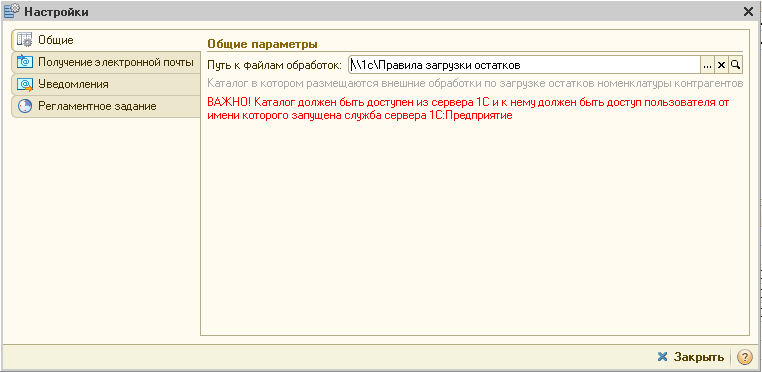 Настройки
Общие
Получение электронной почты
Уведомления
Регламентное задание
Общие параметры
Путь к файлам обработок: \\1с\Правила загрузки остатков ...
Каталог в котором размещаются внешние обработки по загрузке остатков номенклатуры контрагентов
ВАЖНО! Каталог должен быть доступен из сервера 1С и к нему должен быть доступ пользователя от
имени которого запущена служба сервера 1С:Предприятие
Закрыть ?